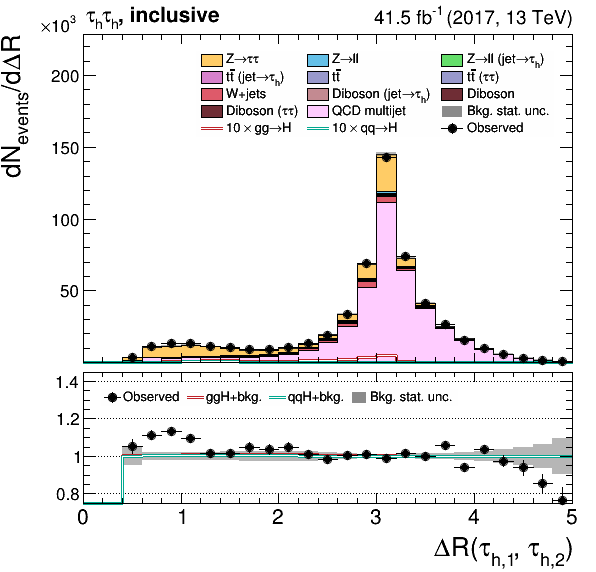 ×10³ τₕτₕ, inclusive 41.5 fb⁻¹ (2017, 13 TeV)
dN_events/dΔR
200
150
100
50
Z→ττ Z→ll Z→ll (jet→τₕ)
tt̄ (jet→τₕ) tt̄ tt̄ (ττ)
W+jets Diboson (jet→τₕ) Diboson
Diboson (ττ) QCD multijet Bkg. stat. unc.
10 × gg→H 10 × qq→H Observed
1.4
1.2
1
0.8
Observed ggH+bkg. qqH+bkg. Bkg. stat. unc.
0 1 2 3 4 5
ΔR(τ_h,1, τ_h,2)